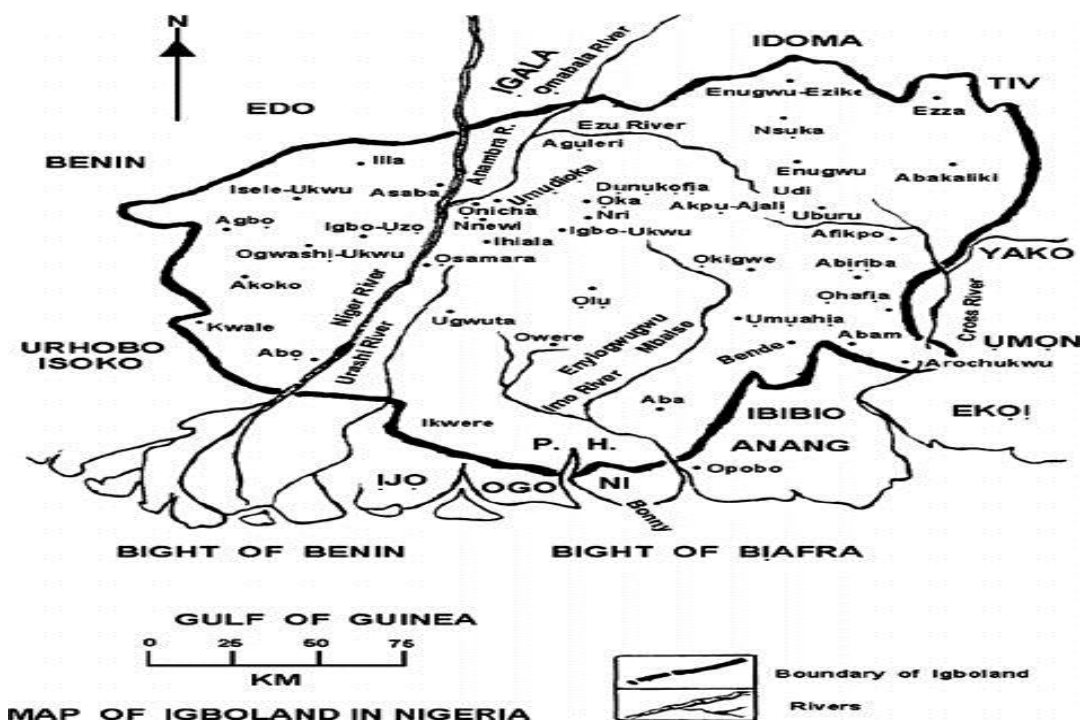 N
IDOMA
IGALA
Omabala River
TIV
EDO
Enugwu-Ezike
Ezza
Nsuka
Ezu River
Aguleri
Anambra R.
BENIN
Illa
Isele-Ukwu
Asaba
Umudioka
Dunukofia
Enugwu
Abakaliki
Udi
Onicha
Oka
Akpu-Ajali
Uburu
Agbo
Igbo-Uzo
Nnewi
Nri
Igbo-Ukwu
Afikpo
Ihiala
Ogwashi-Ukwu
Osamara
Okigwe
Abiriba
YAKO
Akoko
Niger River
Olu
Ohafia
Cross River
Kwale
Urashi River
Ugwuta
Owere
Enyiogwugwu
Mbaise
Umuahia
Abam
UMỌN
URHOBO
ISOKO
Abo
Bende
Arochukwu
Imo River
Aba
IBIBIO
EKỌI
Ikwere
ANANG
P. H.
Opobo
IJỌ
OGO
NI
Bonny
BIGHT OF BENIN
BIGHT OF BIAFRA
GULF OF GUINEA
0 25 50 75
KM
Boundary of Igboland
Rivers
MAP OF IGBOLAND IN NIGERIA